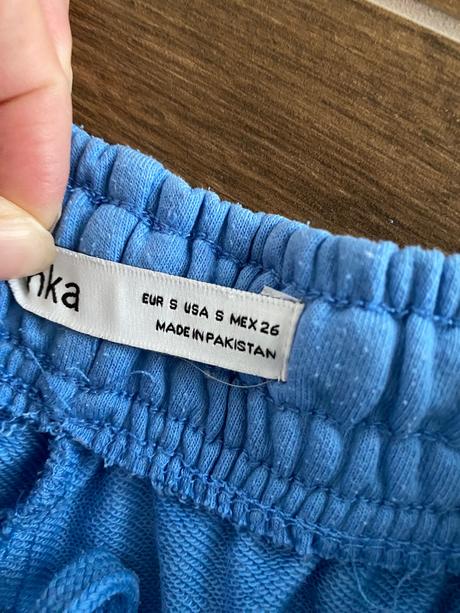 nka
EUR S USA S MEX 26
MADE IN PAKISTAN